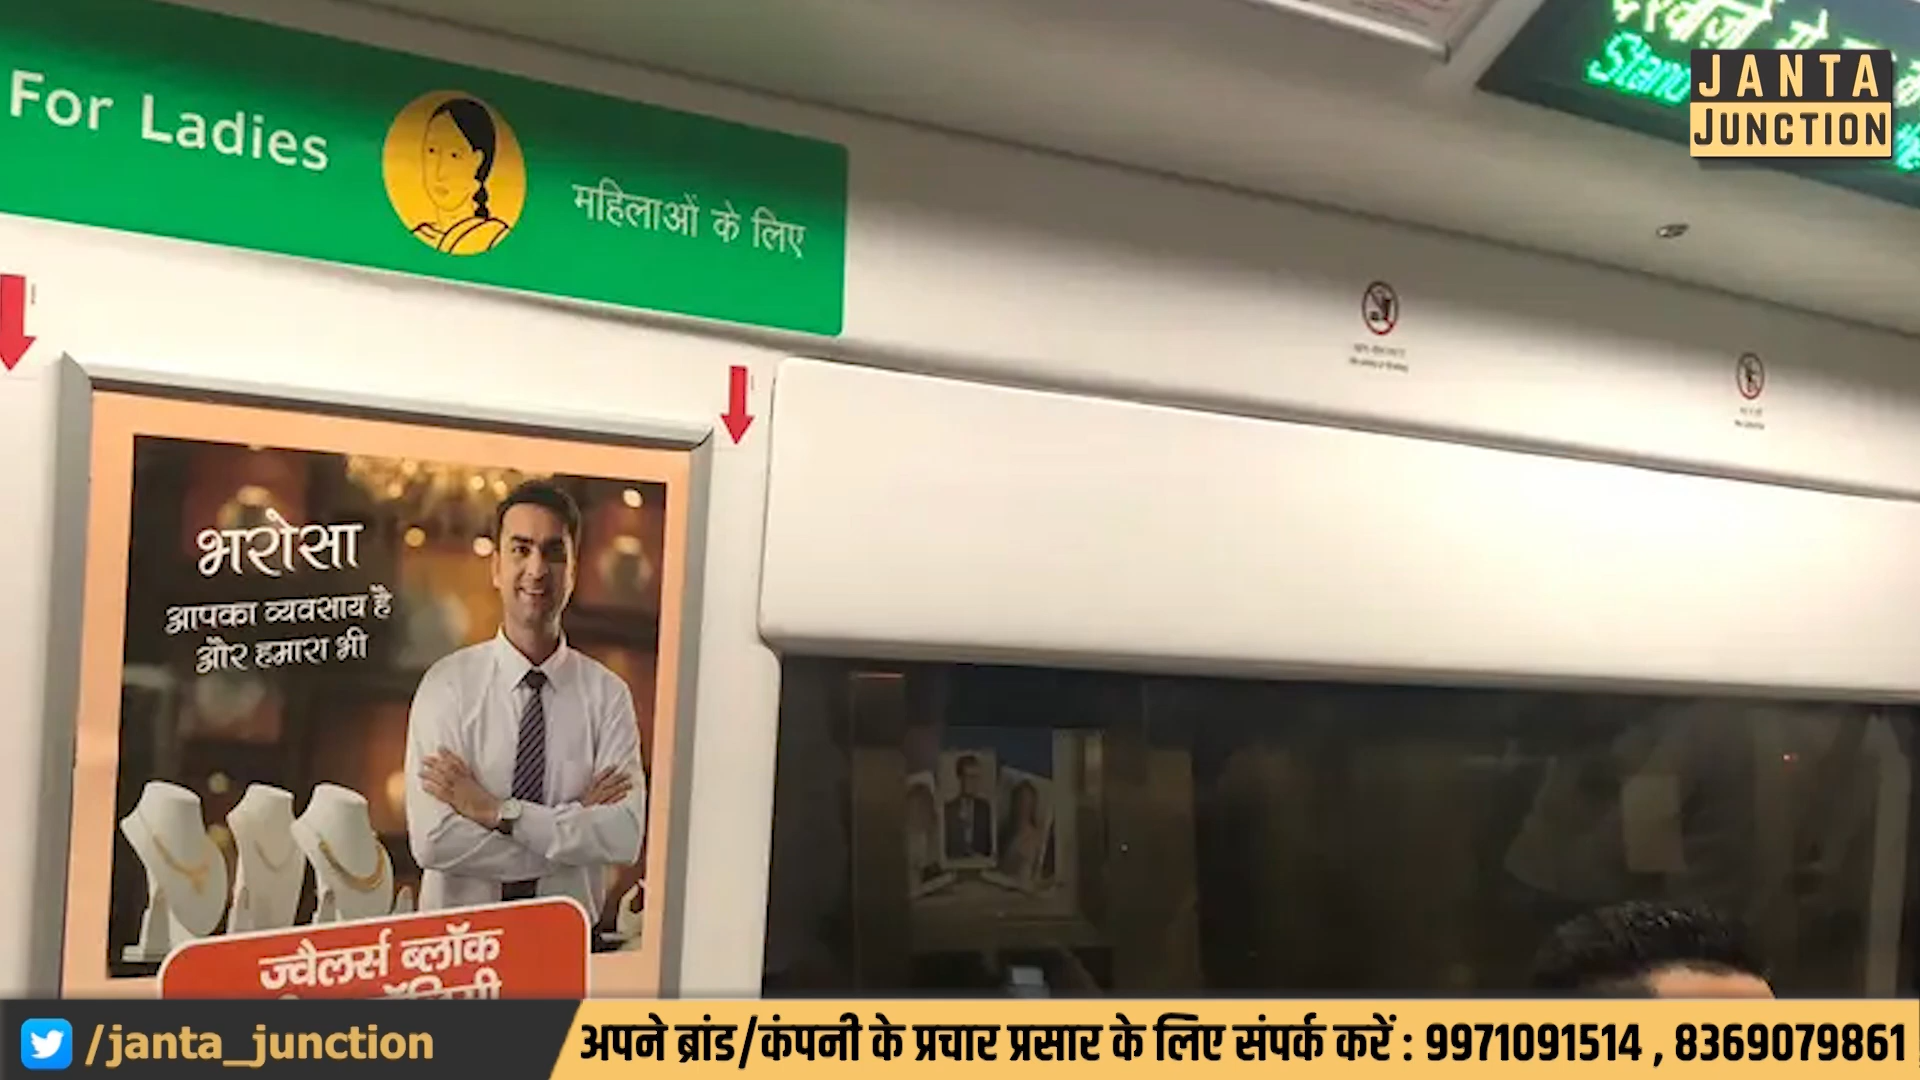 For Ladies
महिलाओं के लिए
JANTA
JUNCTION
भरोसा
आपका व्यवसाय है
और हमारा भी
ज्वैलर्स ब्लॉक
/janta_junction
अपने ब्रांड/कंपनी के प्रचार प्रसार के लिए संपर्क करें : 9971091514 , 8369079861